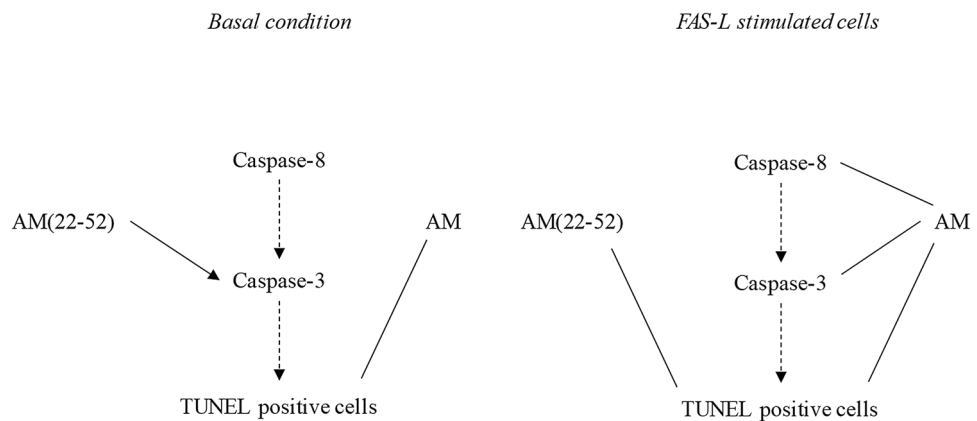 Basal condition
FAS-L stimulated cells
Caspase-8
AM(22-52)
AM
Caspase-3
TUNEL positive cells
Caspase-8
AM(22-52)
AM
Caspase-3
TUNEL positive cells